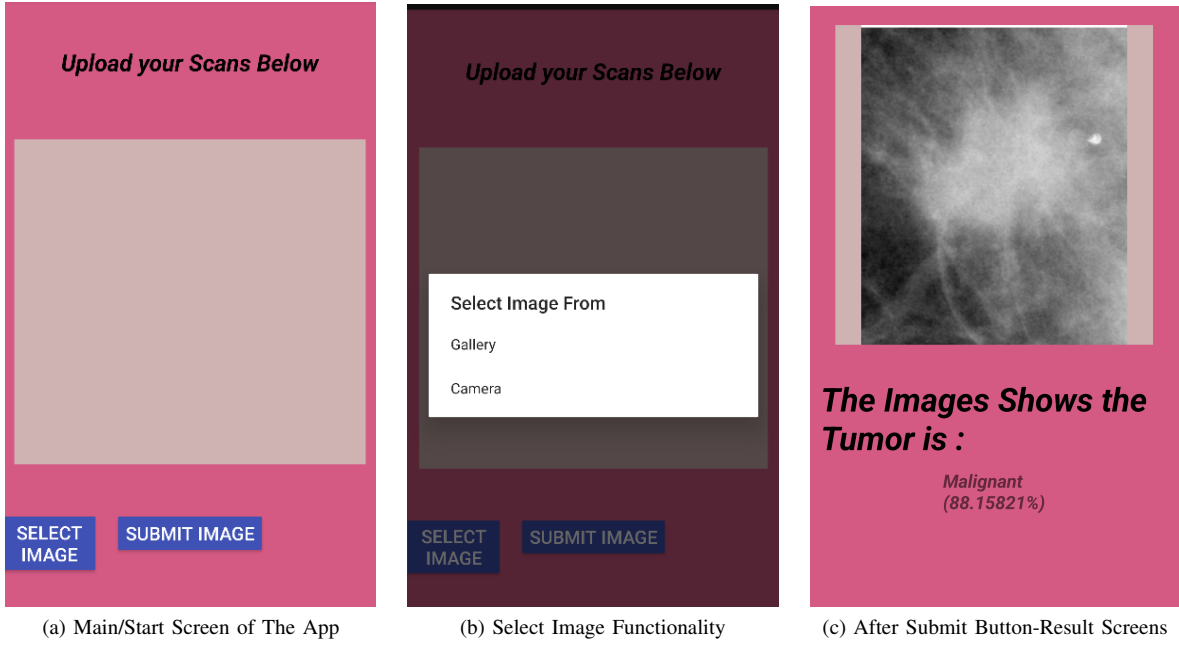 Upload your Scans Below
SELECT
IMAGE
SUBMIT IMAGE
(a) Main/Start Screen of The App
Upload your Scans Below
Select Image From
Gallery
Camera
SELECT
IMAGE
SUBMIT IMAGE
(b) Select Image Functionality
The Images Shows the
Tumor is :
Malignant
(88.15821%)
(c) After Submit Button-Result Screens